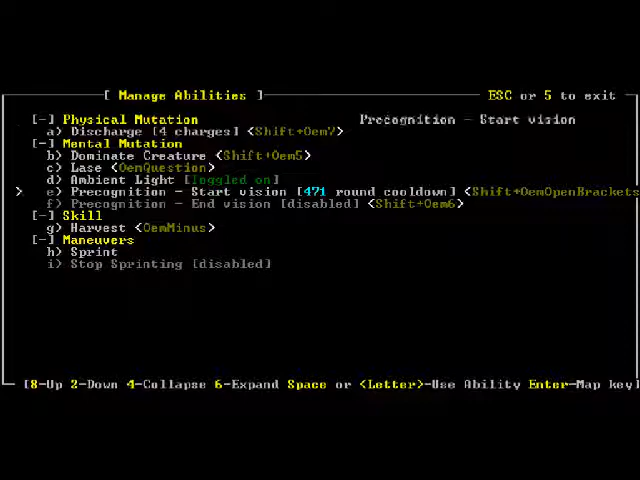 [ Manage Abilities ] ESC or 5 to exit
[-] Physical Mutation Precognition - Start vision
a) Discharge [4 charges] <Shift+Oem7>
[-] Mental Mutation
b) Dominate Creature <Shift+Oem5>
c) Lase <OemQuestion>
d) Ambient Light [Toggled on]
> e) Precognition - Start vision [471 round cooldown] <Shift+OemOpenBrackets
f) Precognition - End vision [disabled] <Shift+Oem6>
[-] Skill
g) Harvest <OemMinus>
[-] Maneuvers
h) Sprint
i) Stop Sprinting [disabled]
[8-Up 2-Down 4-Collapse 6-Expand Space or <Letter>-Use Ability Enter-Map key]